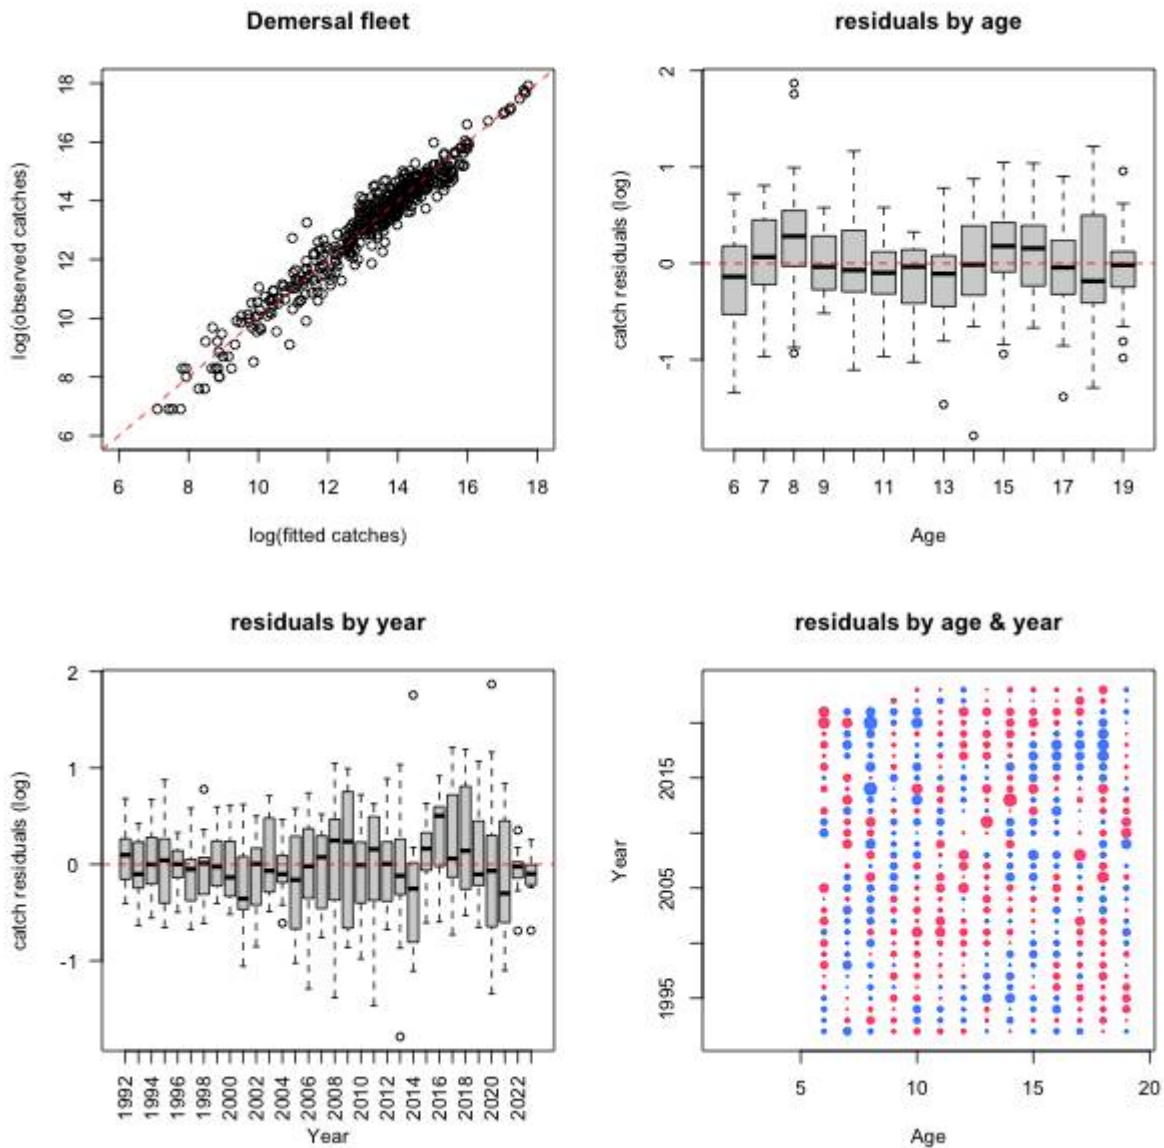 Demersal fleet
log(observed catches)
18
16
14
12
10
8
6
6 8 10 12 14 16 18
log(fitted catches)
residuals by age
catch residuals (log)
2
1
0
-1
6 7 8 9 11 13 15 17 19
Age
residuals by year
catch residuals (log)
2
1
0
-1
1992 1994 1996 1998 2000 2002 2004 2006 2008 2010 2012 2014 2016 2018 2020 2022
Year
residuals by age & year
Year
2015
2005
1995
5 10 15 20
Age